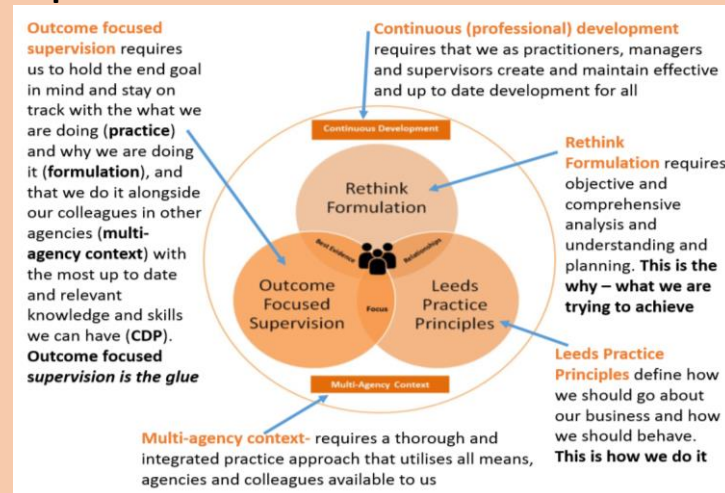 Outcome focused
supervision requires
us to hold the end goal
in mind and stay on
track with the what we
are doing (practice)
and why we are doing
it (formulation), and
that we do it alongside
our colleagues in other
agencies (multi-
agency context) with
the most up to date
and relevant
knowledge and skills
we can have (CDP).
Outcome focused
supervision is the glue
Continuous (professional) development
requires that we as practitioners, managers
and supervisors create and maintain effective
and up to date development for all
Continuous Development
Rethink
Formulation
Best Evidence
Relationships
Outcome
Focused
Supervision
Focus
Leeds
Practice
Principles
Multi-Agency Context
Rethink
Formulation requires
objective and
comprehensive
analysis and
understanding and
planning. This is the
why – what we are
trying to achieve
Leeds Practice
Principles define how
we should go about
our business and how
we should behave.
This is how we do it
Multi-agency context- requires a thorough and
integrated practice approach that utilises all means,
agencies and colleagues available to us